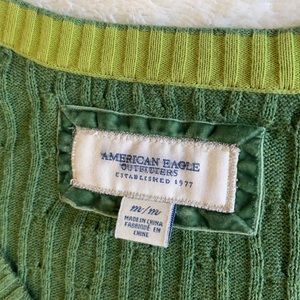 AMERICAN EAGLE
OUTFITTERS
ESTABLISHED 1977
m/m
MADE IN CHINA
FABRIQUÉ EN
CHINE